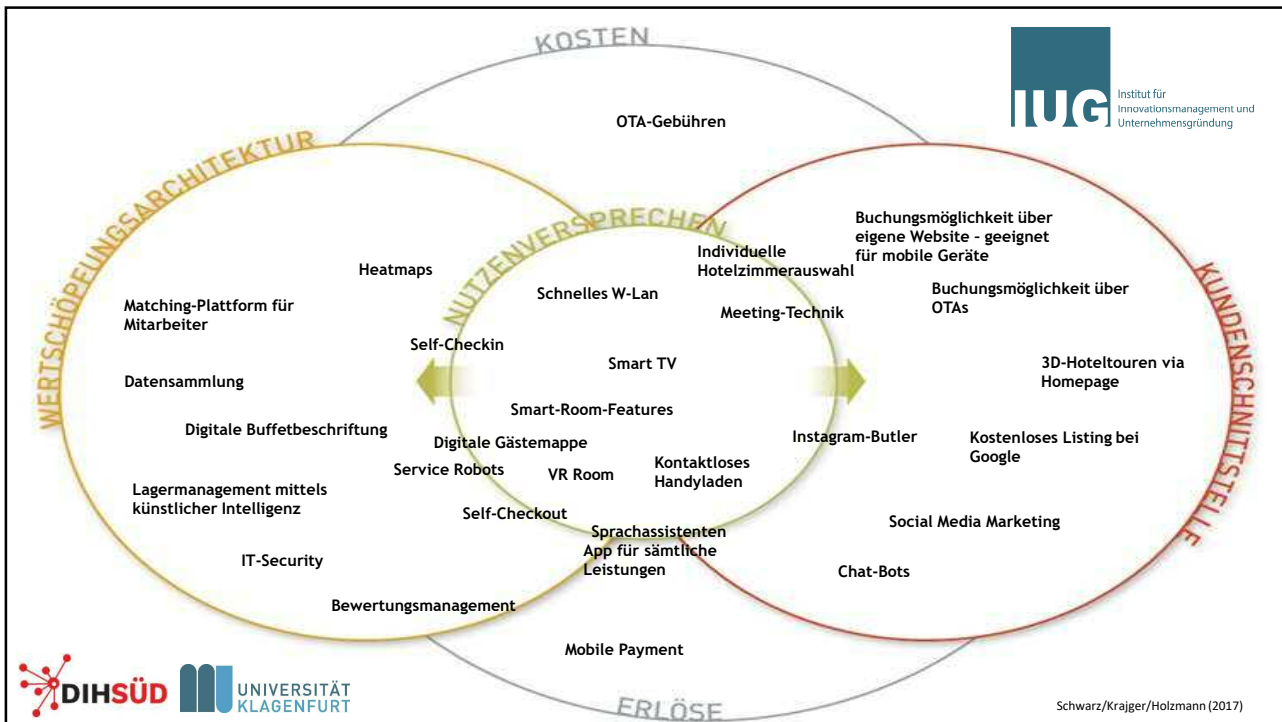 KOSTEN
IUG
Institut für
Innovationsmanagement und
Unternehmensgründung
OTA-Gebühren
WERTSCHÖPFUNGSARCHITEKTUR
NUTZENVERSPRECHEN
KUNDENSCHNITTSTELLE
Buchungsmöglichkeit über
eigene Website - geeignet
für mobile Geräte
Individuelle
Hotelzimmerauswahl
Heatmaps
Schnelles W-Lan
Buchungsmöglichkeit über
OTAs
Matching-Plattform für
Mitarbeiter
Meeting-Technik
Self-Checkin
Smart TV
3D-Hoteltouren via
Homepage
Datensammlung
Smart-Room-Features
Digitale Buffetbeschriftung
Digitale Gästemappe
Instagram-Butler
Kostenloses Listing bei
Google
Service Robots
VR Room
Kontaktloses
Handyladen
Lagermanagement mittels
künstlicher Intelligenz
Self-Checkout
Social Media Marketing
Sprachassistenten
App für sämtliche
Leistungen
IT-Security
Chat-Bots
Bewertungsmanagement
Mobile Payment
ERLÖSE
DIHSÜD
UNIVERSITÄT
KLAGENFURT
Schwarz/Krajger/Holzmann (2017)